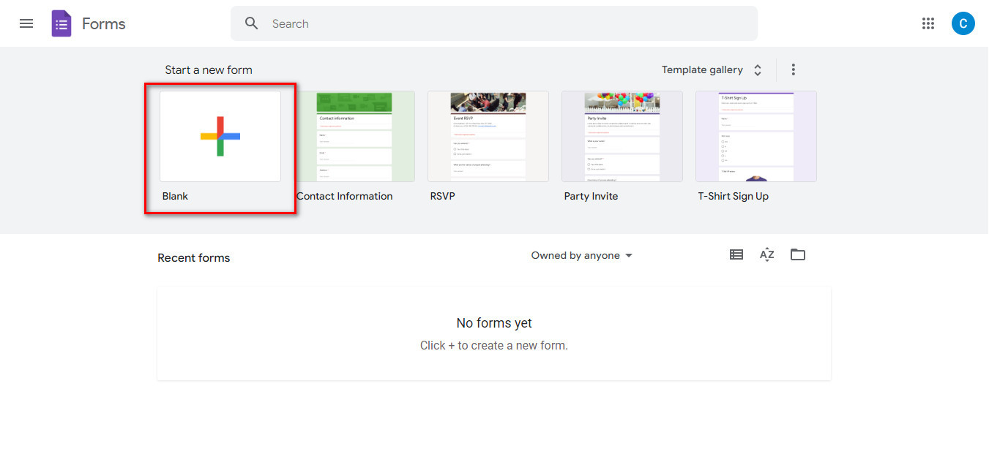 Forms
Search
C
Start a new form
Template gallery
Contact information
Event RSVP
Party Invite
T-Shirt Sign Up
Blank
Contact Information
RSVP
Party Invite
T-Shirt Sign Up
Recent forms
Owned by anyone
AZ
No forms yet
Click + to create a new form.